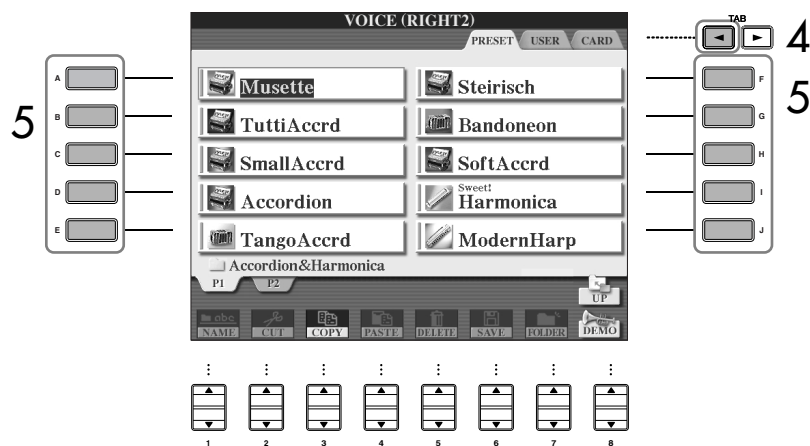 VOICE (RIGHT2)
PRESET USER CARD
TAB
4
5
5
A
B
C
D
E
Musette
TuttiAccrd
SmallAccrd
Accordion
TangoAccrd
Steirisch
Bandoneon
SoftAccrd
Sweet!
Harmonica
ModernHarp
F
G
H
I
J
Accordion&Harmonica
P1 P2
UP
abc
NAME CUT COPY PASTE DELETE SAVE FOLDER DEMO
1 2 3 4 5 6 7 8